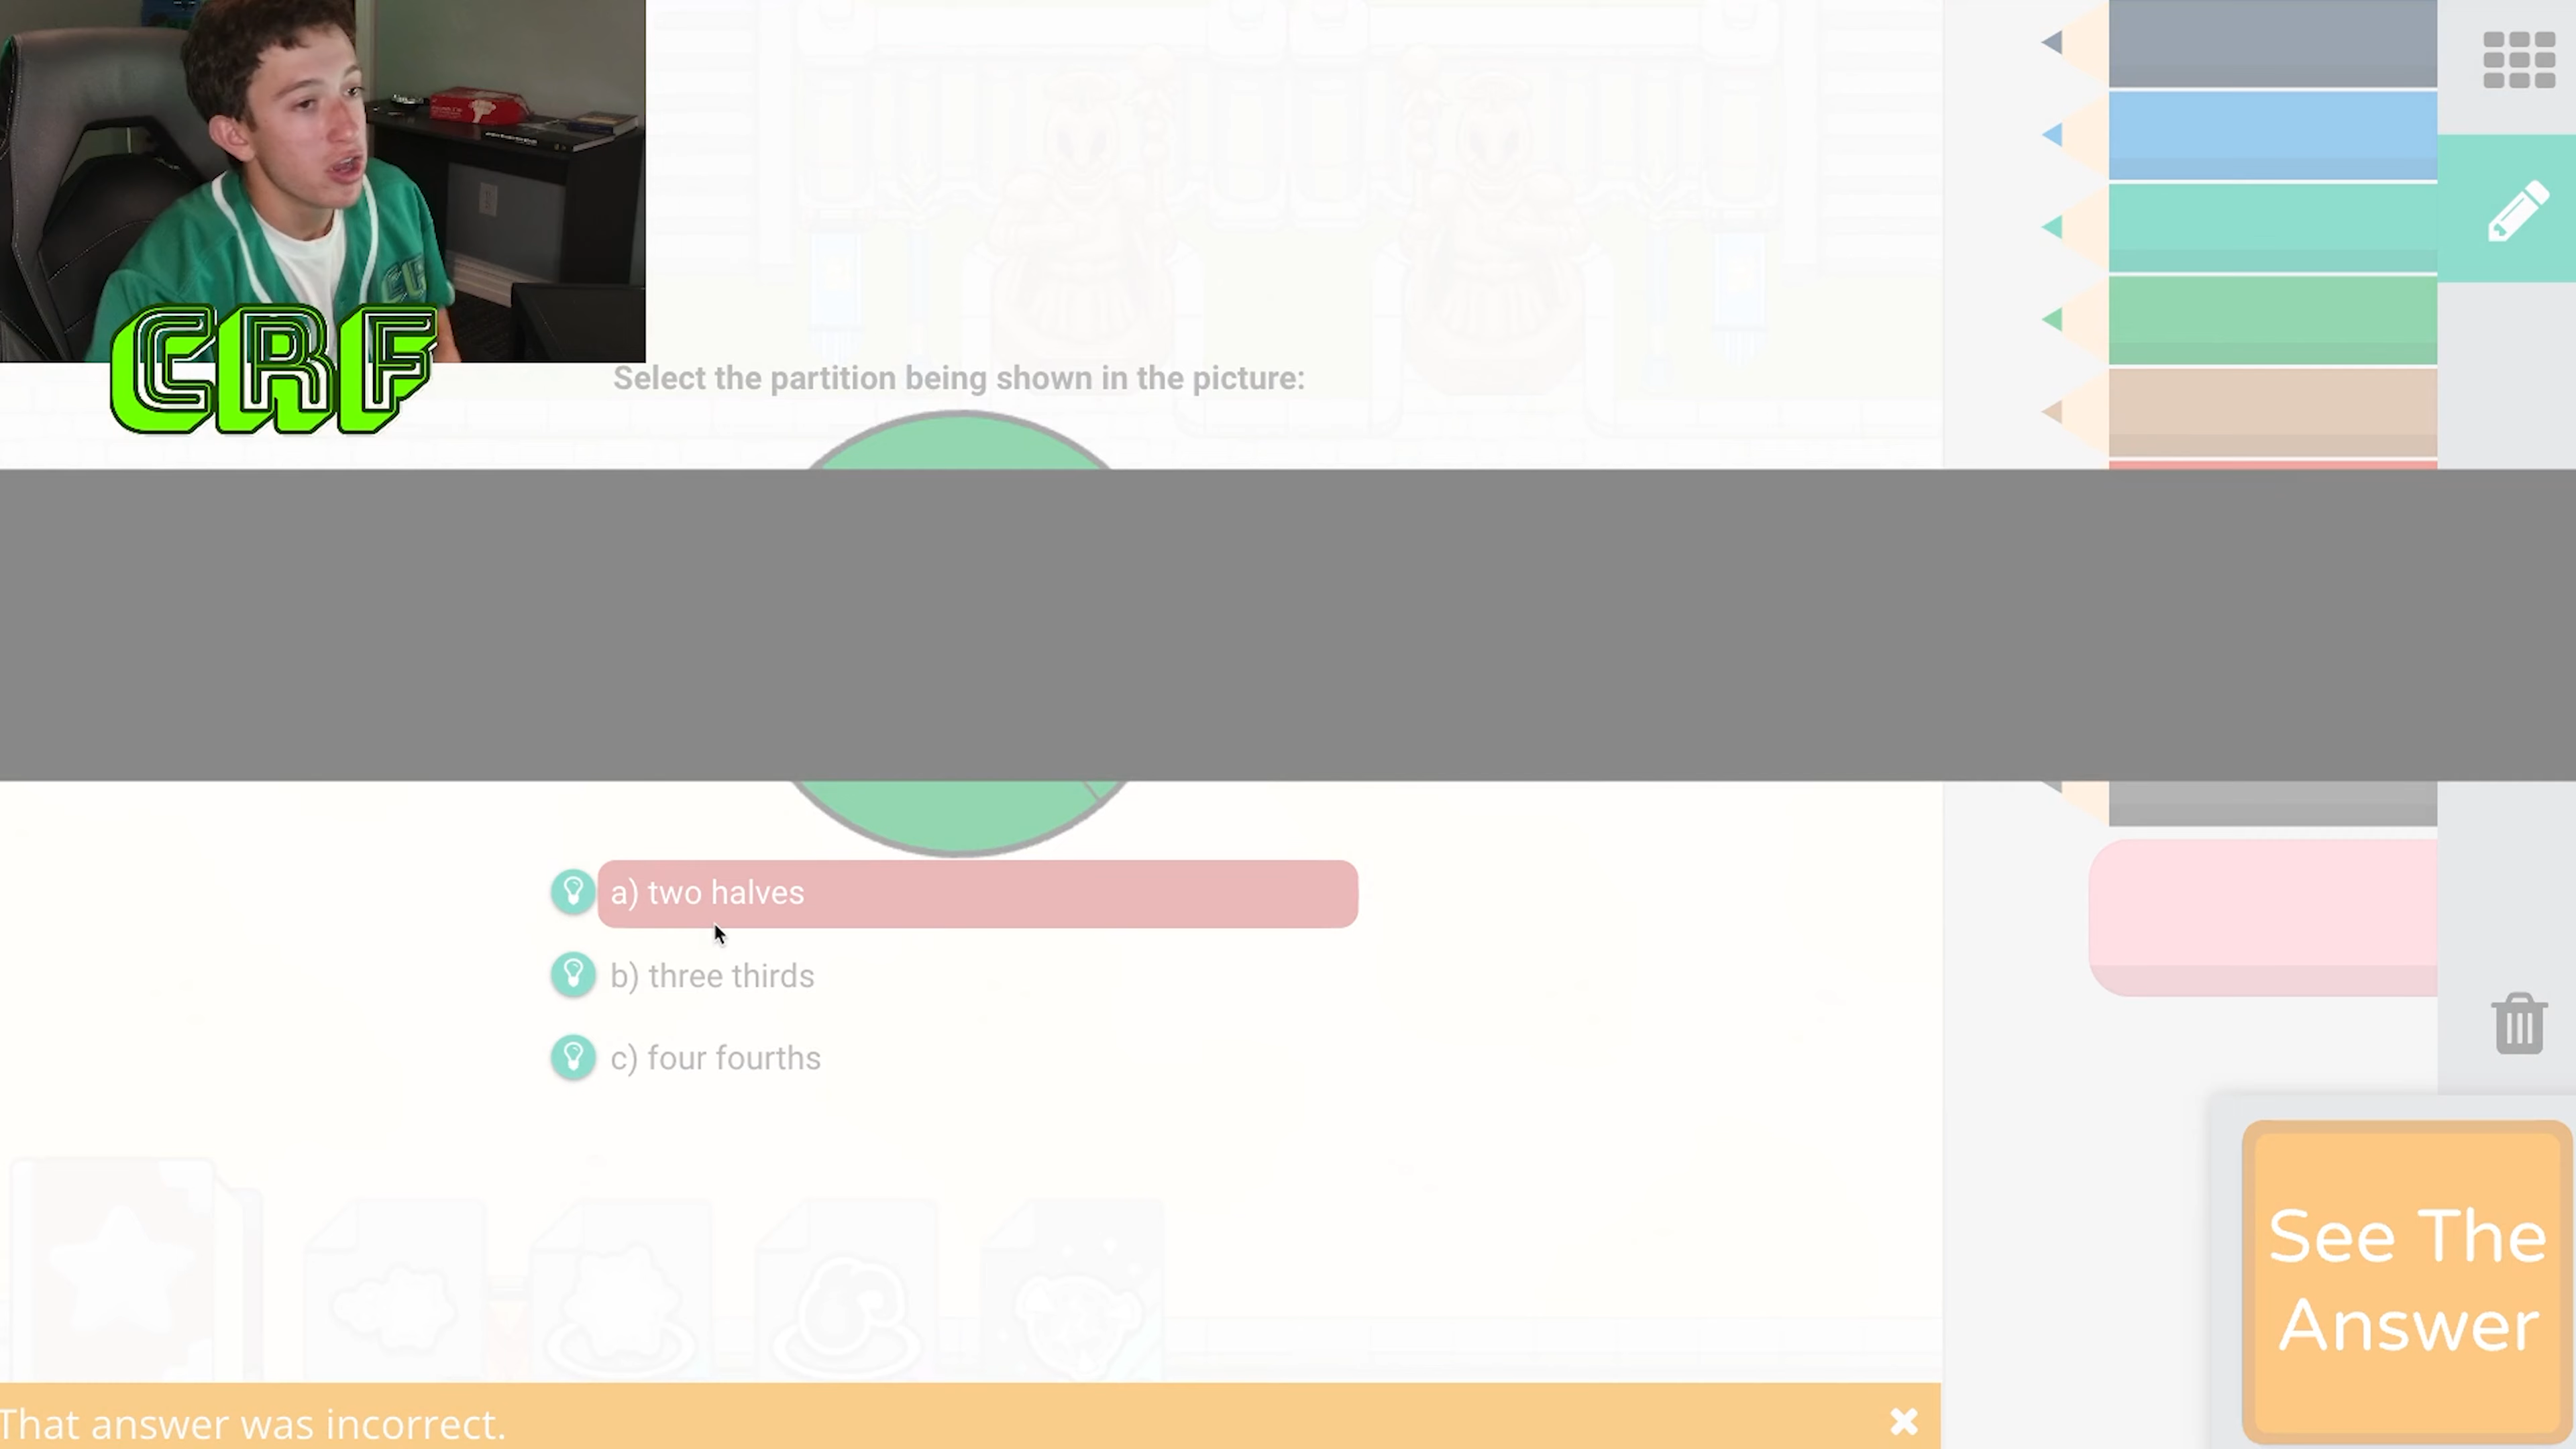 CRF
Select the partition being shown in the picture:
a) two halves
b) three thirds
c) four fourths
See The
Answer
That answer was incorrect.